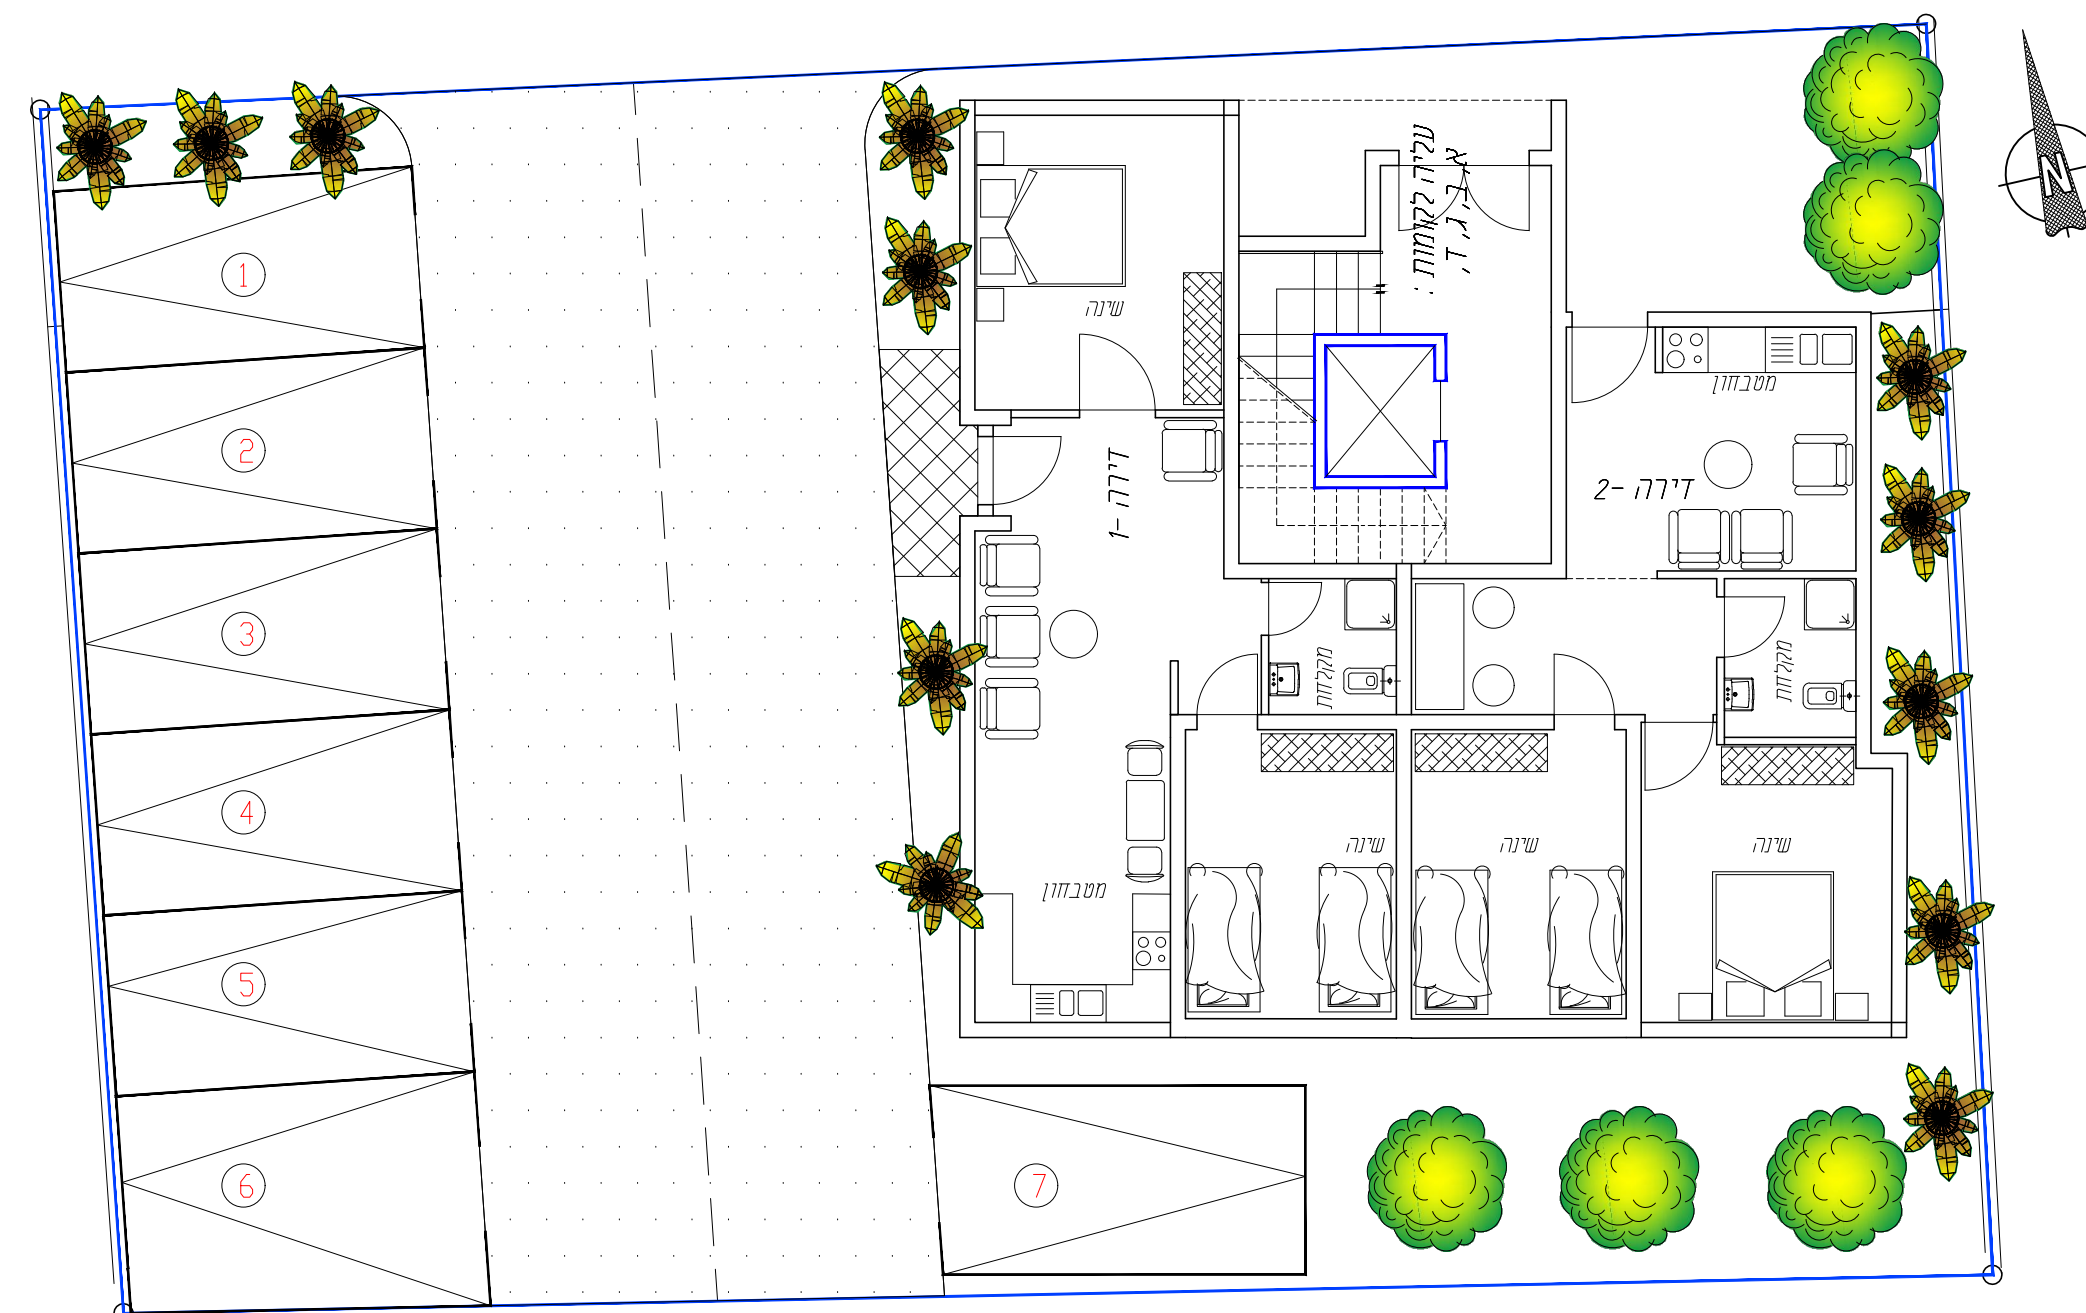 עליה לקומות :
א, ב, ג, ד,
N
1
שינה
מטבחון
2
דירה -1
דירה -2
3
מקלחת
מקלחת
4
שינה
שינה
שינה
מטבחון
5
6
7